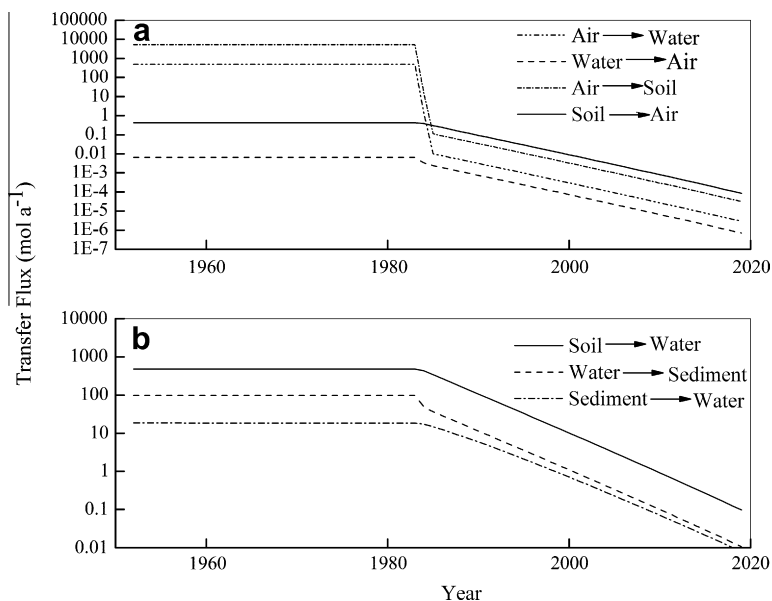 a
100000
10000
1000
100
10
1
0.1
0.01
1E-3
1E-4
1E-5
1E-6
1E-7
Air → Water
Water → Air
Air → Soil
Soil → Air
1960
1980
2000
2020
Transfer Flux (mol a⁻¹)
b
10000
1000
100
10
1
0.1
0.01
Soil → Water
Water → Sediment
Sediment → Water
1960
1980
2000
2020
Year